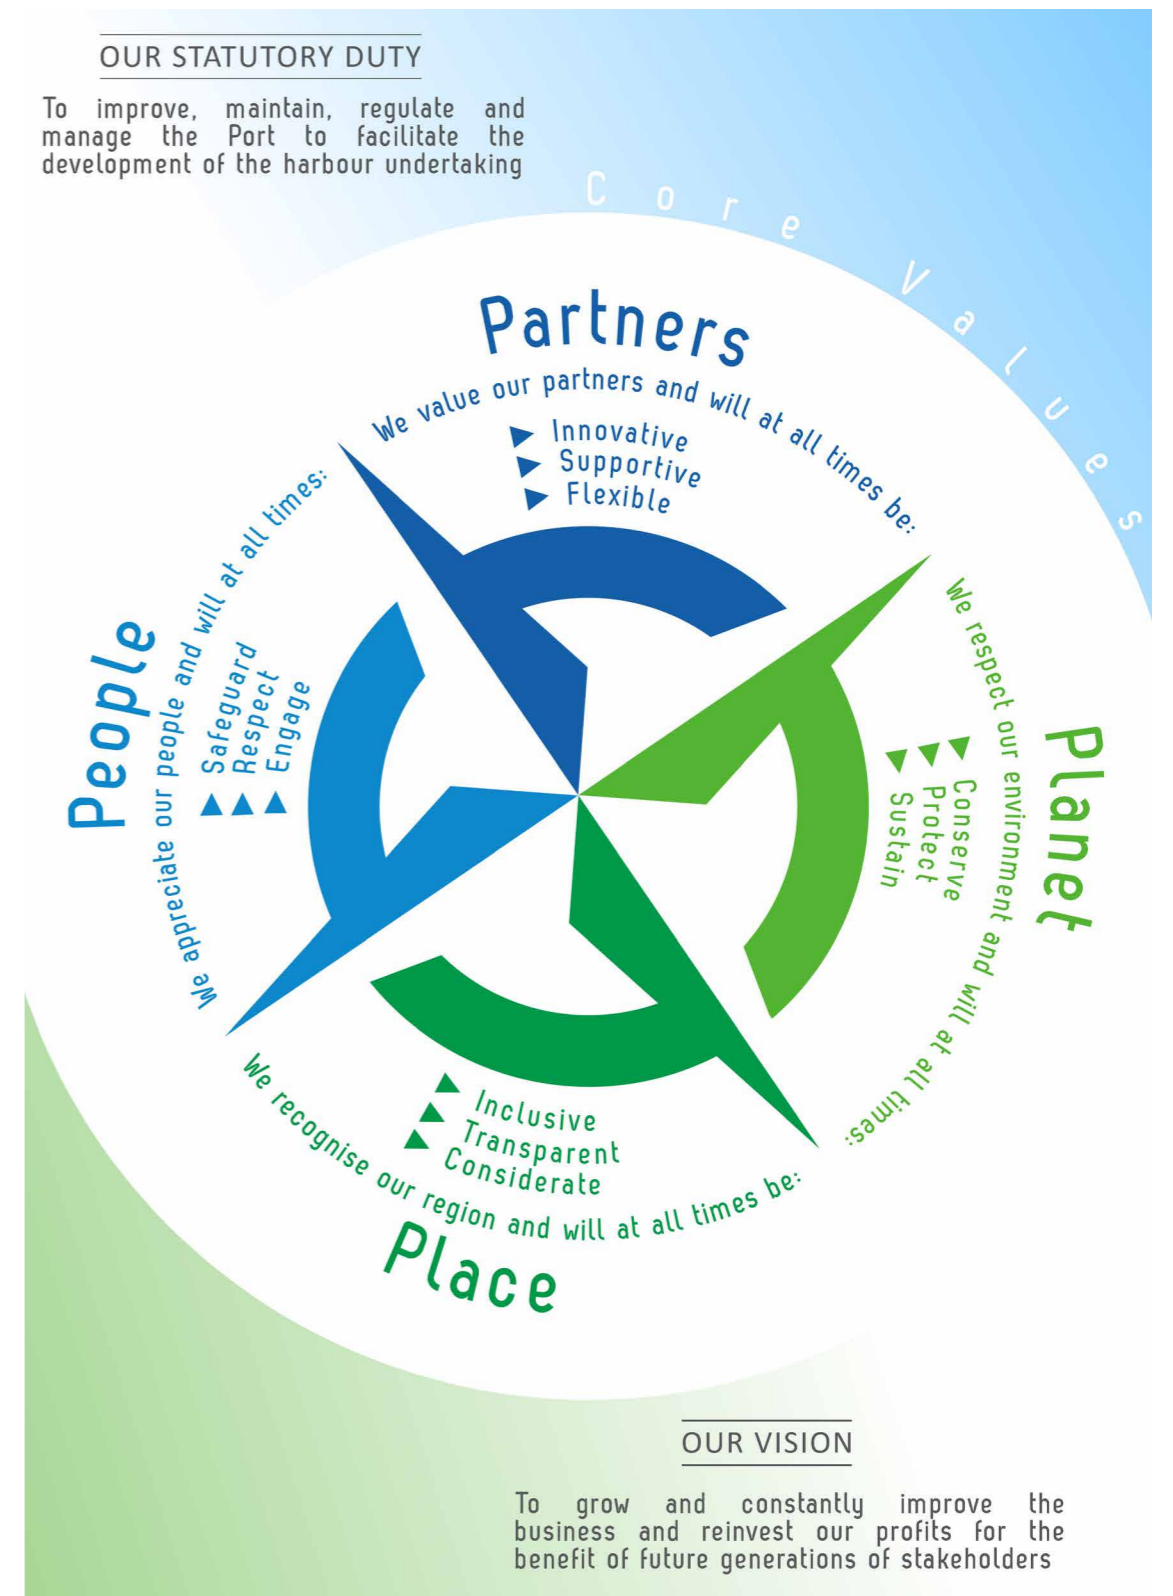 OUR STATUTORY DUTY
To improve, maintain, regulate and
manage the Port to facilitate the
development of the harbour undertaking
Core Values
Partners
We value our partners and will at all times be:
Innovative
Supportive
Flexible
Planet
We respect our environment and will at all times:
Conserve
Protect
Sustain
People
We appreciate our people and will at all times:
Safeguard
Respect
Engage
Inclusive
Transparent
Considerate
We recognise our region and will at all times be:
Place
OUR VISION
To grow and constantly improve the
business and reinvest our profits for the
benefit of future generations of stakeholders